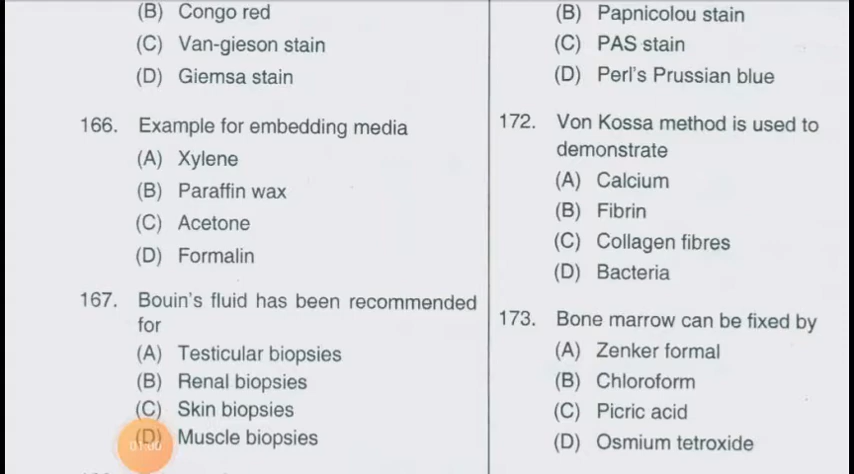 (B) Congo red
(C) Van-gieson stain
(D) Giemsa stain
166. Example for embedding media
(A) Xylene
(B) Paraffin wax
(C) Acetone
(D) Formalin
167. Bouin's fluid has been recommended
for
(A) Testicular biopsies
(B) Renal biopsies
(C) Skin biopsies
(D) Muscle biopsies
01:00
(B) Papnicolou stain
(C) PAS stain
(D) Perl's Prussian blue
172. Von Kossa method is used to
demonstrate
(A) Calcium
(B) Fibrin
(C) Collagen fibres
(D) Bacteria
173. Bone marrow can be fixed by
(A) Zenker formal
(B) Chloroform
(C) Picric acid
(D) Osmium tetroxide